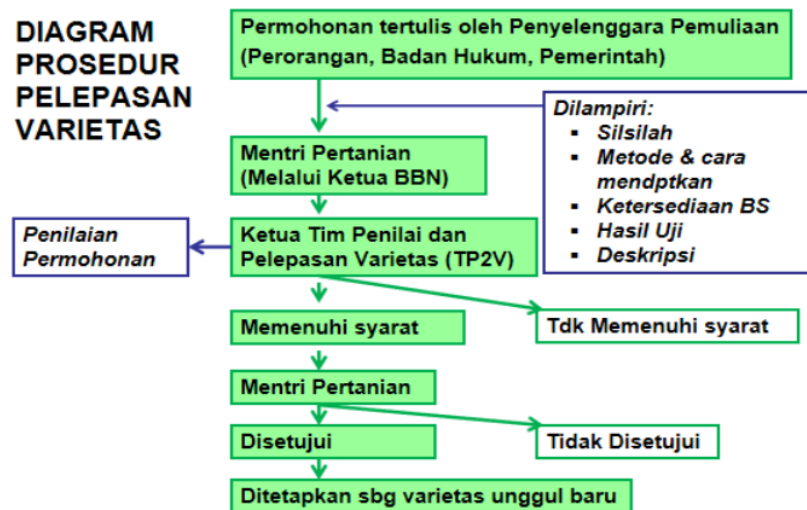 DIAGRAM
PROSEDUR
PELEPASAN
VARIETAS
Permohonan tertulis oleh Penyelenggara Pemuliaan
(Perorangan, Badan Hukum, Pemerintah)
Dilampiri:
▪ Silsilah
▪ Metode & cara
mendptkan
▪ Ketersediaan BS
▪ Hasil Uji
▪ Deskripsi
Mentri Pertanian
(Melalui Ketua BBN)
Penilaian
Permohonan
Ketua Tim Penilai dan
Pelepasan Varietas (TP2V)
Memenuhi syarat
Tdk Memenuhi syarat
Mentri Pertanian
Disetujui
Tidak Disetujui
Ditetapkan sbg varietas unggul baru